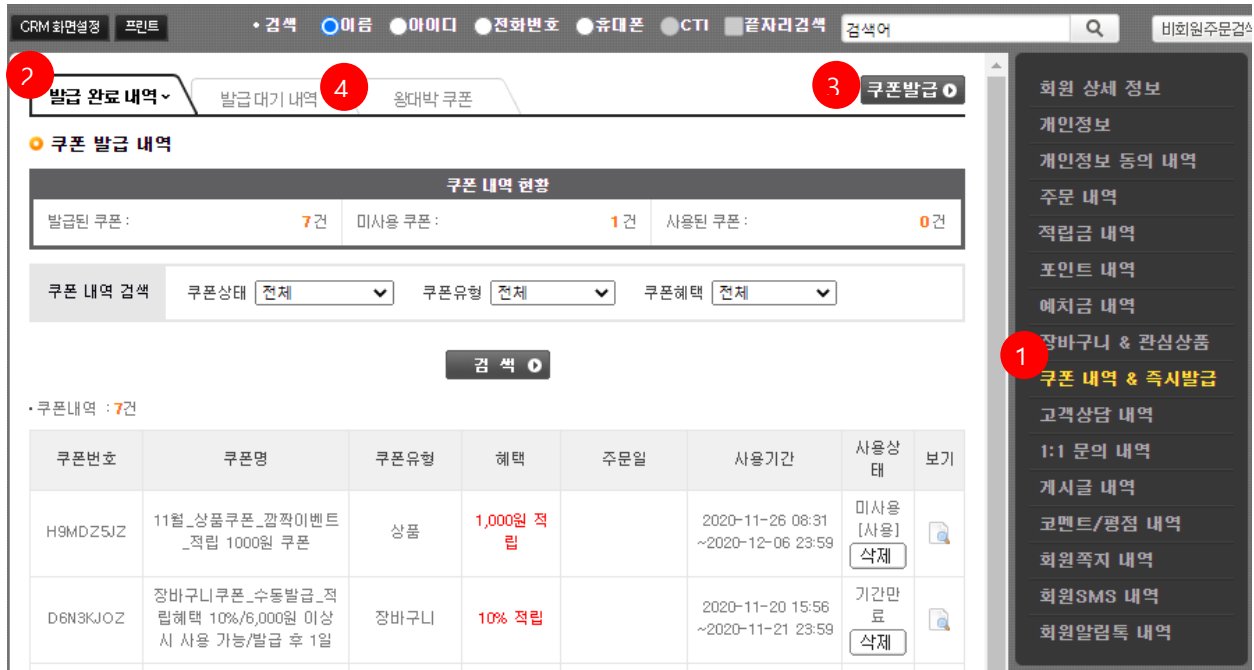 CRM 화면설정 프린트 • 검색 이름 아이디 전화번호 휴대폰 CTI 끝자리검색 검색어 비회원주문검색
2 발급 완료 내역 발급대기 내역 4 왕대박 쿠폰 3 쿠폰발급
쿠폰 발급 내역
쿠폰 내역 현황
발급된 쿠폰 : 7건 미사용 쿠폰 : 1건 사용된 쿠폰 : 0건
쿠폰 내역 검색 쿠폰상태 전체 쿠폰유형 전체 쿠폰혜택 전체
검 색
• 쿠폰내역 : 7건
쿠폰번호 쿠폰명 쿠폰유형 혜택 주문일 사용기간 사용상태 보기
H9MDZ5JZ
11월_상품쿠폰_깜짝이벤트
_적립 1000원 쿠폰
상품
1,000원 적
립
2020-11-26 08:31
~2020-12-06 23:59
미사용
[사용]
삭제
D6N3KJOZ
장바구니쿠폰_수동발급_적
립혜택 10%/6,000원 이상
시 사용 가능/발급 후 1일
장바구니
10% 적립
2020-11-20 15:56
~2020-11-21 23:59
기간만
료
삭제
회원 상세 정보
개인정보
개인정보 동의 내역
주문 내역
적립금 내역
포인트 내역
예치금 내역
장바구니 & 관심상품
1 쿠폰 내역 & 즉시발급
고객상담 내역
1:1 문의 내역
게시글 내역
코멘트/평점 내역
회원쪽지 내역
회원SMS 내역
회원알림톡 내역